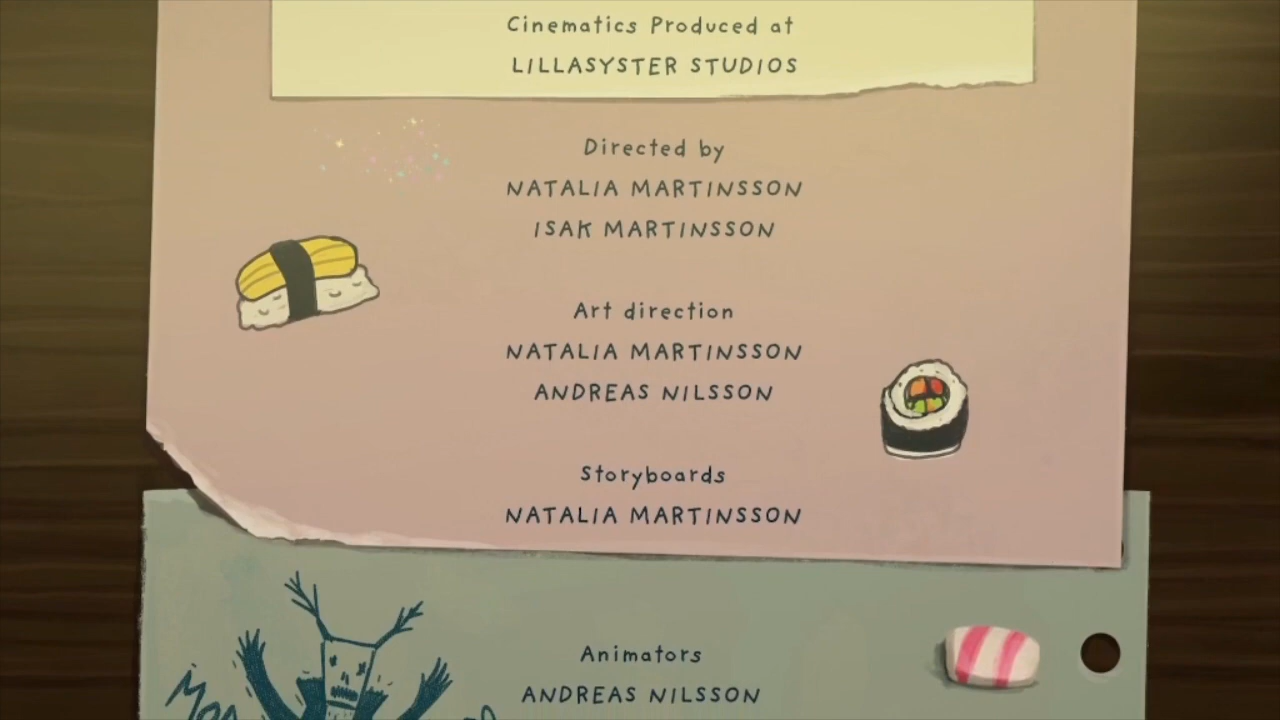 Cinematics Produced at
LILLASYSTER STUDIOS
Directed by
NATALIA MARTINSSON
ISAK MARTINSSON
Art direction
NATALIA MARTINSSON
ANDREAS NILSSON
Storyboards
NATALIA MARTINSSON
Animators
ANDREAS NILSSON